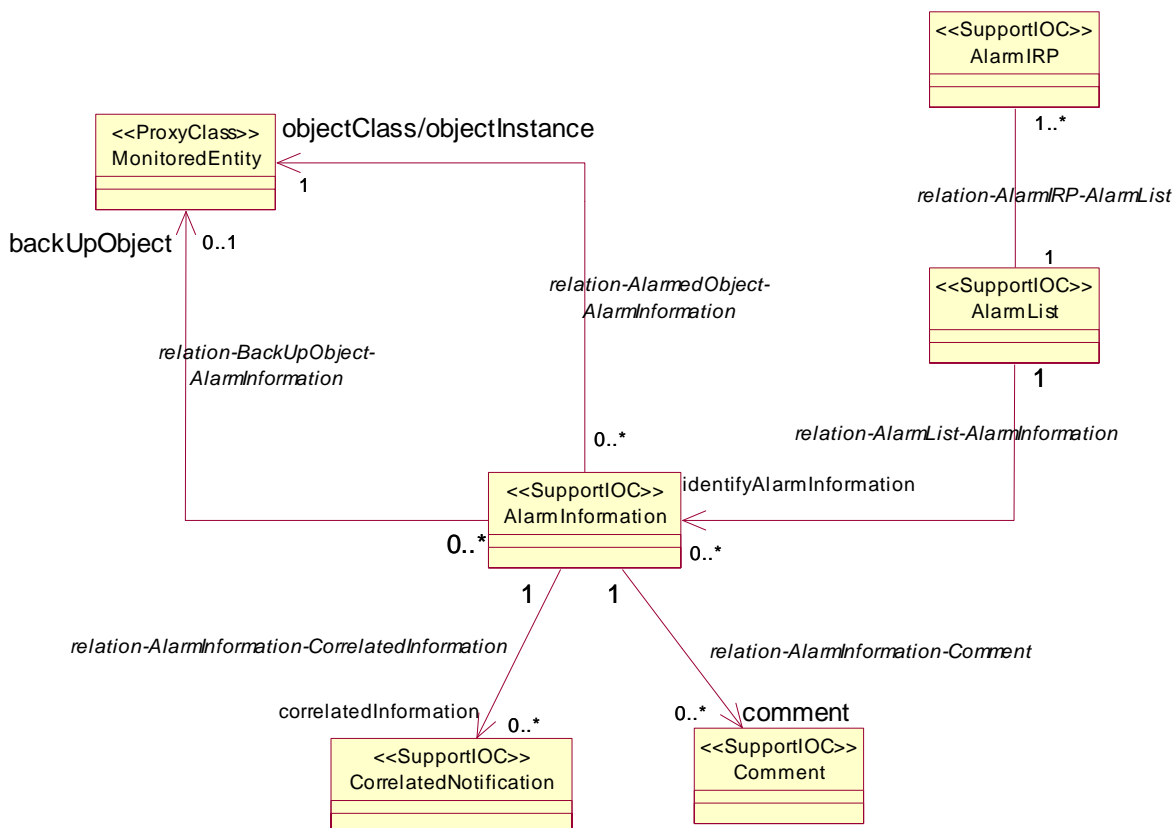 <<SupportIOC>>
AlarmIRP
1..*
relation-AlarmIRP-AlarmList
1
<<SupportIOC>>
AlarmList
1
relation-AlarmList-AlarmInformation
objectClass/objectInstance
<<ProxyClass>>
MonitoredEntity
1
backUpObject
0..1
relation-AlarmedObject-
AlarmInformation
relation-BackUpObject-
AlarmInformation
0..*
<<SupportIOC>>
AlarmInformation
identifyAlarmInformation
0..*
0..*
1
1
relation-AlarmInformation-CorrelatedInformation
relation-AlarmInformation-Comment
correlatedInformation
0..*
0..*
comment
<<SupportIOC>>
CorrelatedNotification
<<SupportIOC>>
Comment